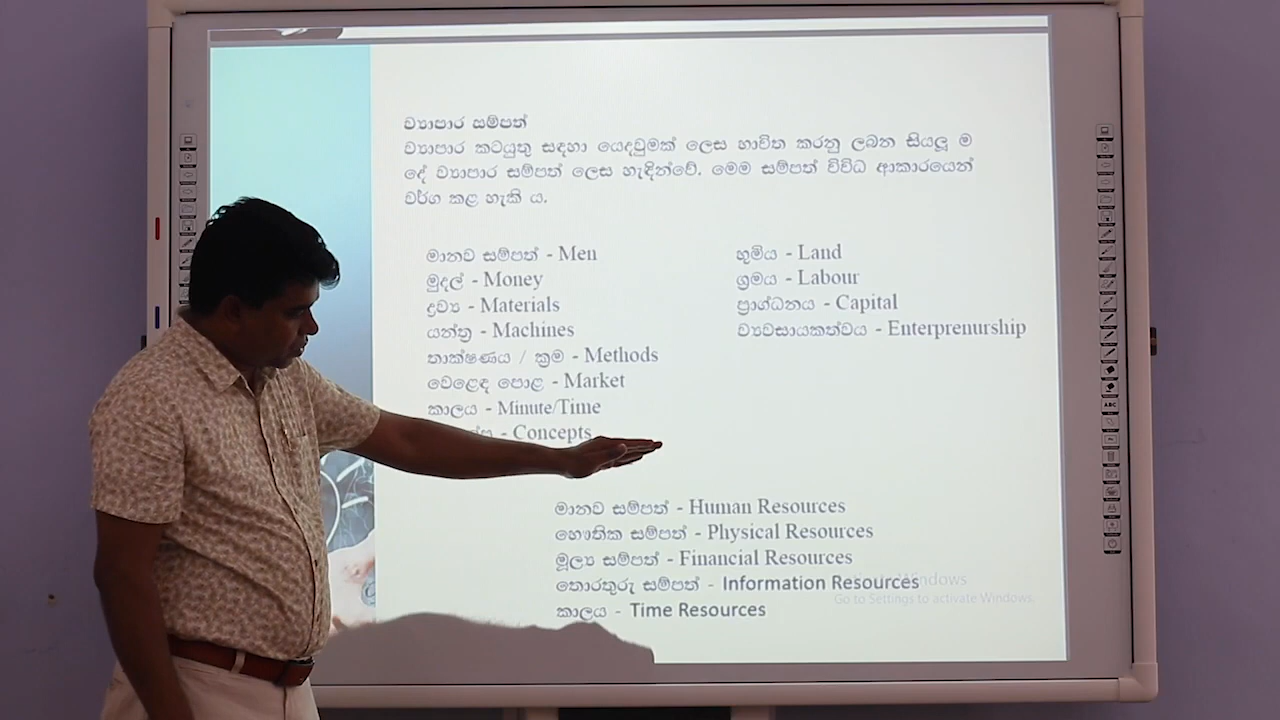 ව්‍යාපාර සම්පත්
ව්‍යාපාර කටයුතු සඳහා යෙදවුමක් ලෙස භාවිත කරනු ලබන සියලූ ම
දේ ව්‍යාපාර සම්පත් ලෙස හැඳින්වේ. මෙම සම්පත් විවිධ ආකාරයෙන්
වර්ග කළ හැකි ය.
මානව සම්පත් - Men
මුදල් - Money
ද්‍රව්‍ය - Materials
යන්ත්‍ර - Machines
තාක්ෂණය / ක්‍රම - Methods
වෙළෙඳ පොළ - Market
කාලය - Minute/Time
- Concepts
භූමිය - Land
ශ්‍රමය - Labour
ප්‍රාග්ධනය - Capital
ව්‍යවසායකත්වය - Enterprenurship
මානව සම්පත් - Human Resources
භෞතික සම්පත් - Physical Resources
මූල්‍ය සම්පත් - Financial Resources
තොරතුරු සම්පත් - Information Resources
කාලය - Time Resources
Windows
Go to Settings to activate Windows.
ABC